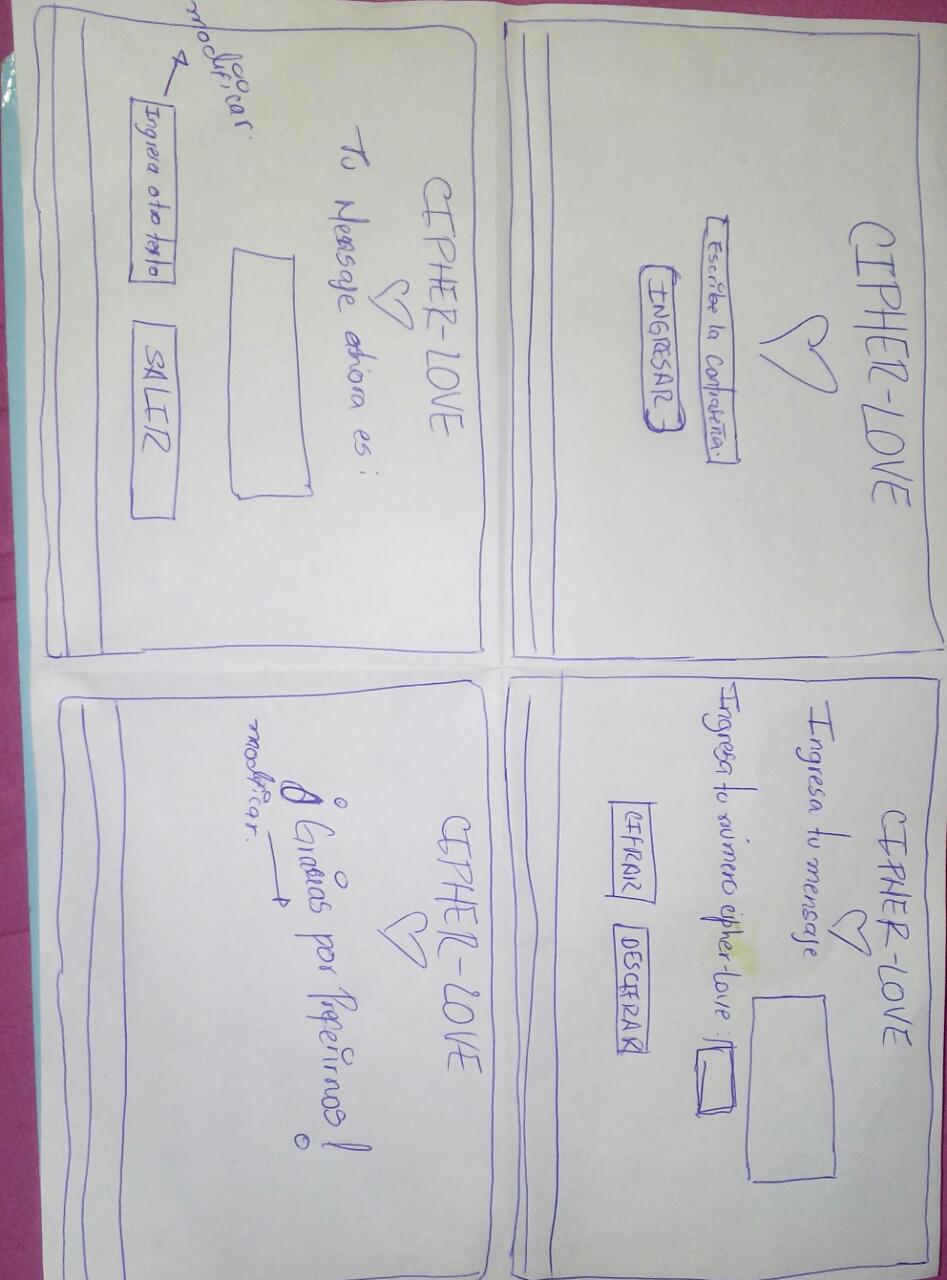 CIPHER-LOVE
Escribe la Contraseña.
INGRESAR
CIPHER-LOVE
Ingresa tu mensaje
Ingresa tu número cipher-Love :
CIFRAR
DESCIFRAR
CIPHER-LOVE
Tu Mensaje ahora es:
modificar.
Ingresa otro texto
SALIR
CIPHER-LOVE
¡Gracias por Preferirnos!
modificar.